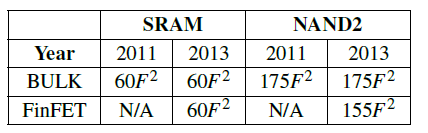 SRAM NAND2
Year 2011 2013 2011 2013
BULK 60F² 60F² 175F² 175F²
FinFET N/A 60F² N/A 155F²